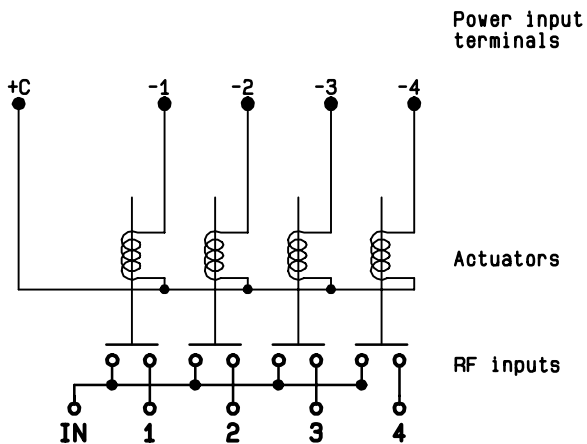 Power input
terminals
+C -1 -2 -3 -4
Actuators
RF inputs
IN 1 2 3 4